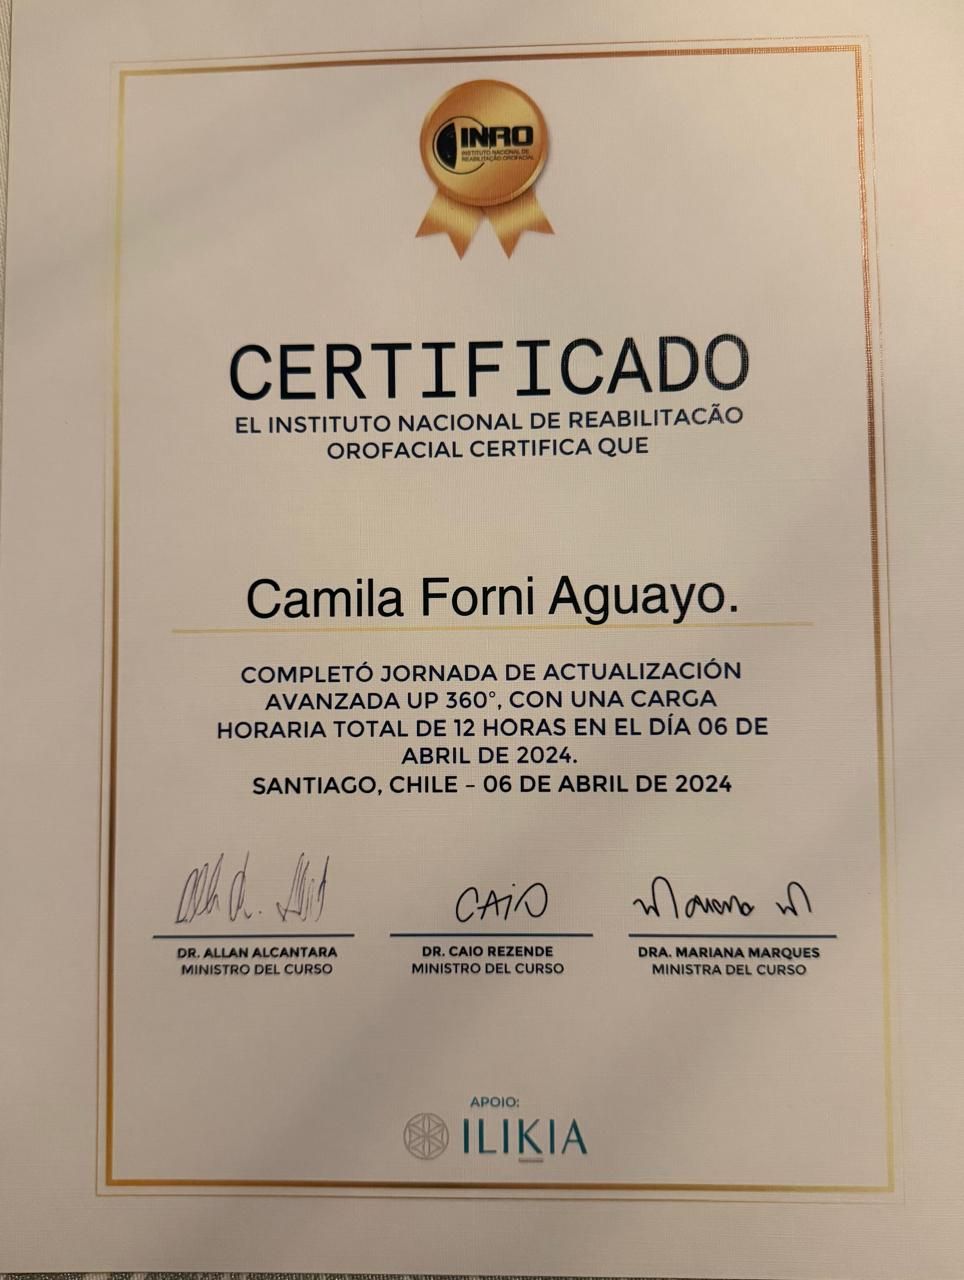 INRO
INSTITUTO NACIONAL DE
REABILITAÇÃO OROFACIAL
CERTIFICADO
EL INSTITUTO NACIONAL DE REABILITACÃO
OROFACIAL CERTIFICA QUE
Camila Forni Aguayo.
COMPLETÓ JORNADA DE ACTUALIZACIÓN
AVANZADA UP 360°, CON UNA CARGA
HORARIA TOTAL DE 12 HORAS EN EL DÍA 06 DE
ABRIL DE 2024.
SANTIAGO, CHILE – 06 DE ABRIL DE 2024
CAIO
DR. ALLAN ALCANTARA
MINISTRO DEL CURSO
DR. CAIO REZENDE
MINISTRO DEL CURSO
DRA. MARIANA MARQUES
MINISTRA DEL CURSO
APOIO:
ILIKIA